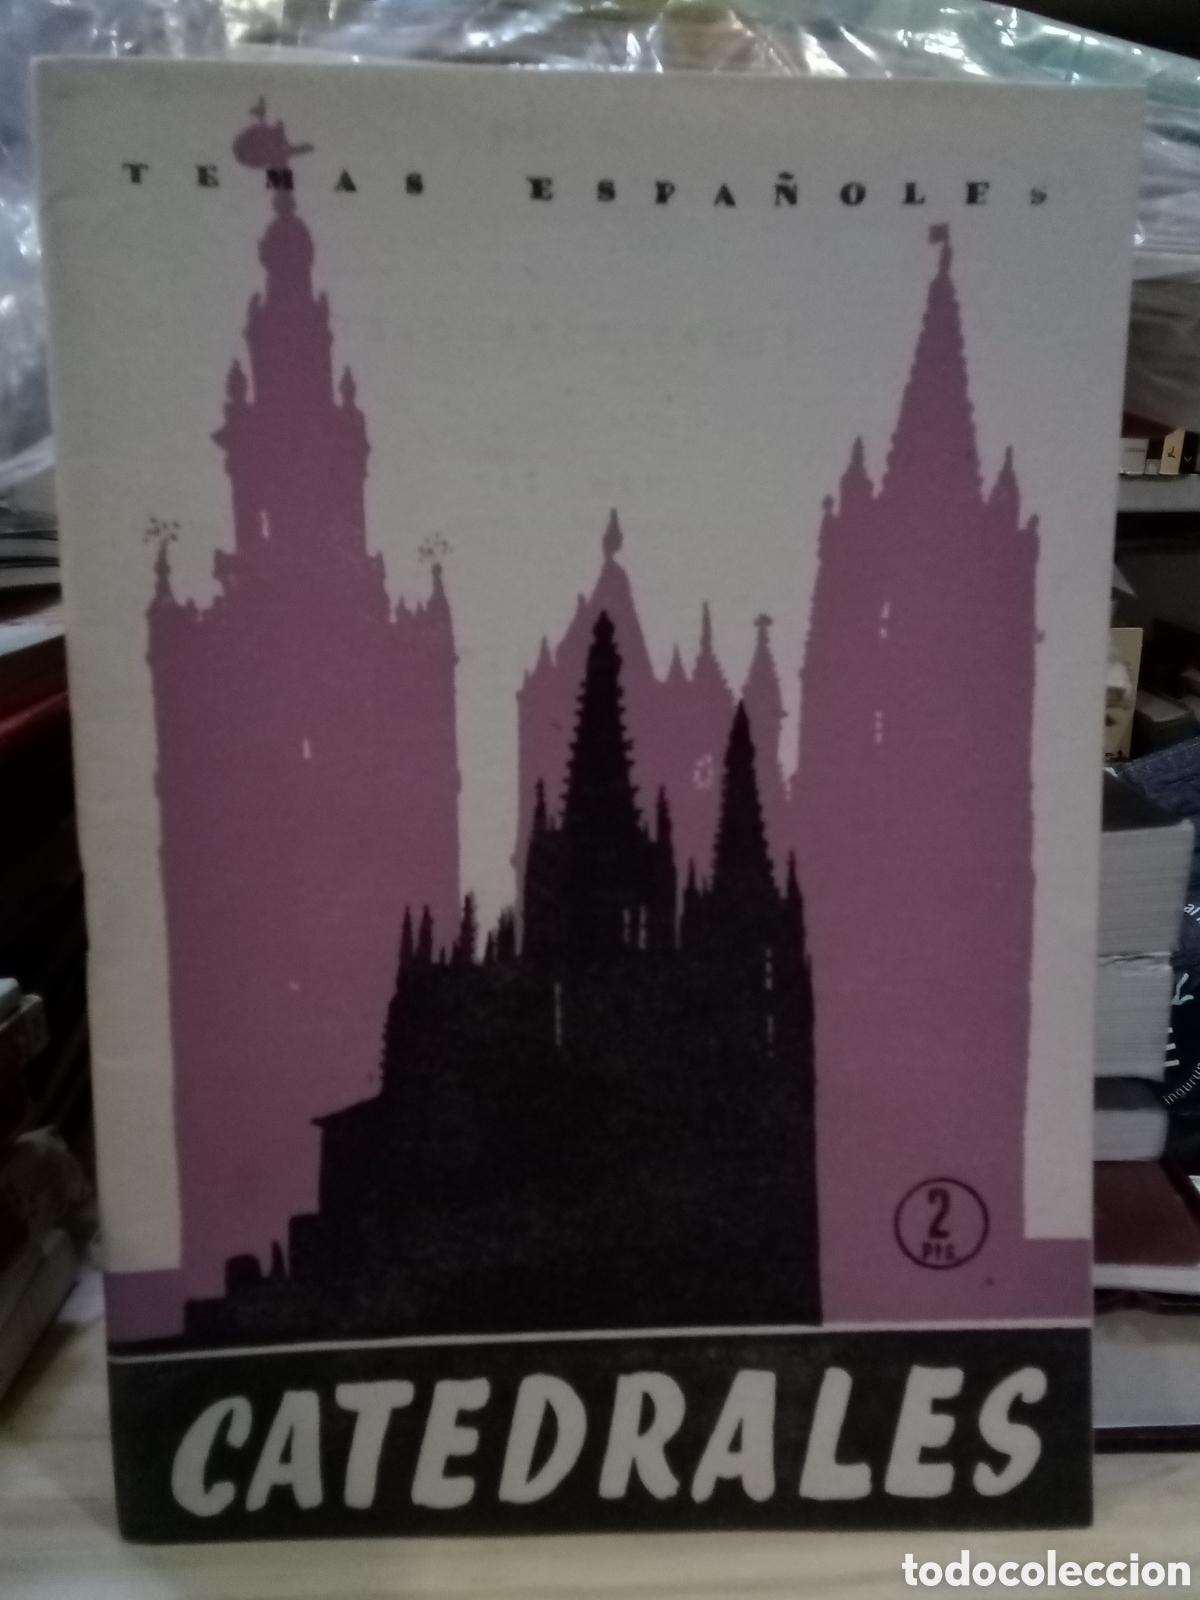 TEMAS ESPAÑOLES
2
PTS.
CATEDRALES
todocoleccion